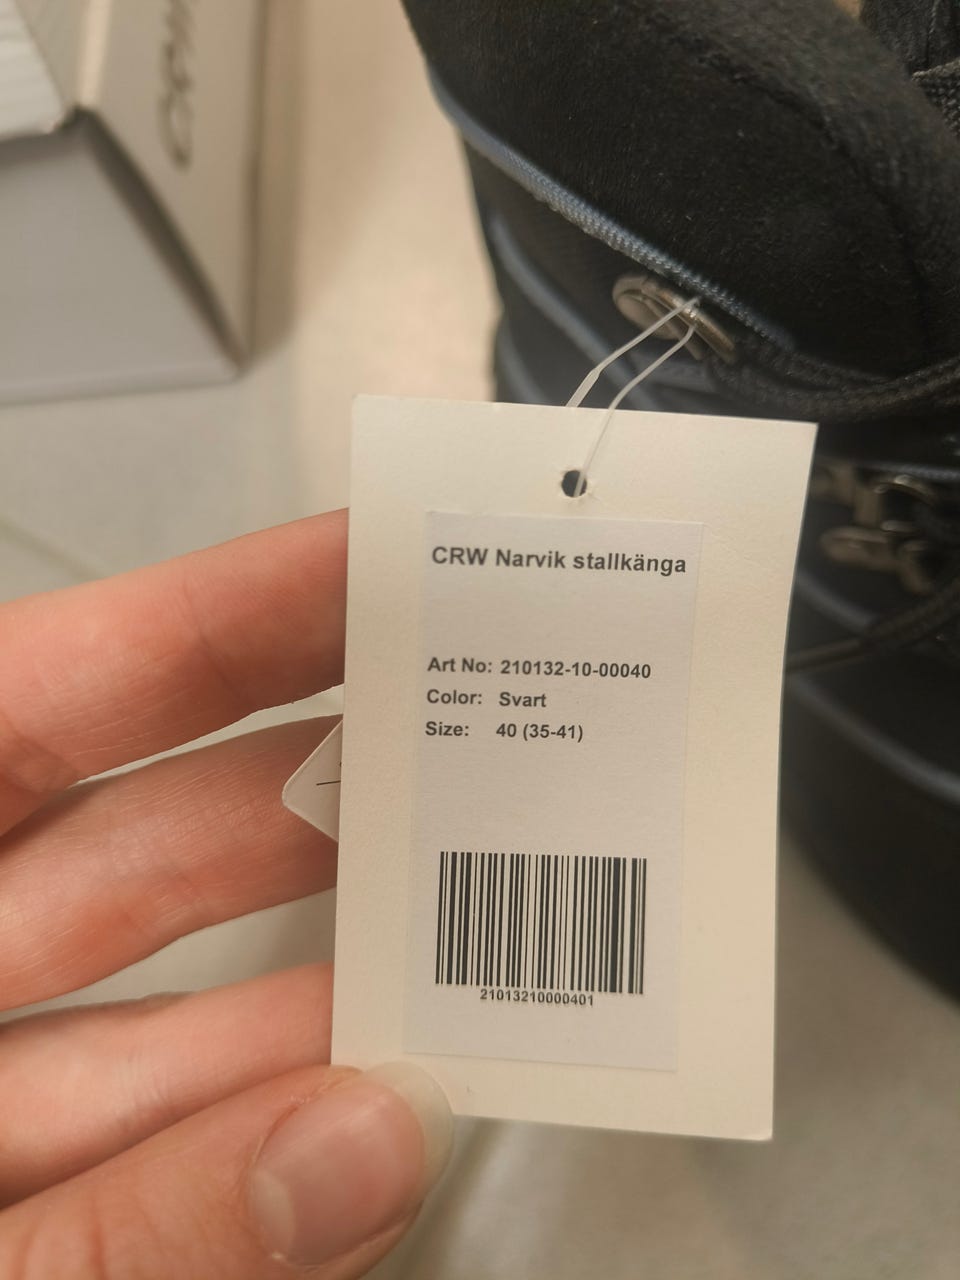 CRW Narvik stallkänga
Art No: 210132-10-00040
Color: Svart
Size: 40 (35-41)
21013210000401